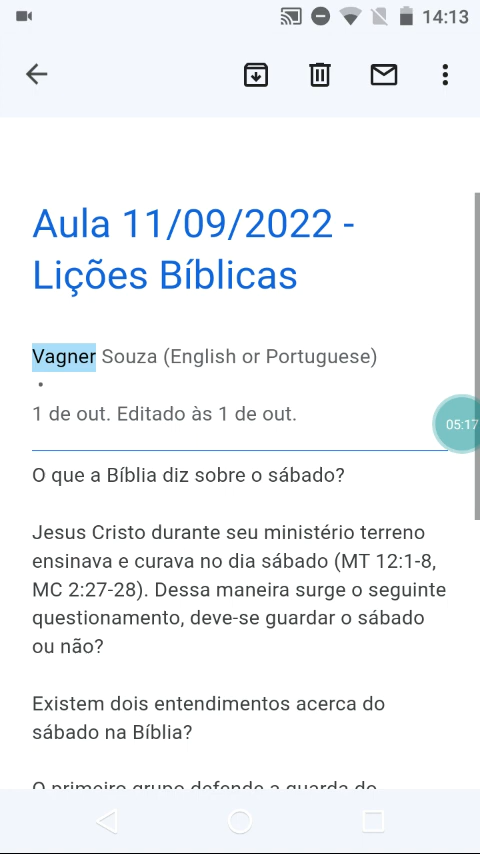 14:13
Aula 11/09/2022 -
Lições Bíblicas
Vagner Souza (English or Portuguese)
•
1 de out. Editado às 1 de out.
05:17
O que a Bíblia diz sobre o sábado?
Jesus Cristo durante seu ministério terreno
ensinava e curava no dia sábado (MT 12:1-8,
MC 2:27-28). Dessa maneira surge o seguinte
questionamento, deve-se guardar o sábado
ou não?
Existem dois entendimentos acerca do
sábado na Bíblia?
O primeiro grupo defende a guarda do